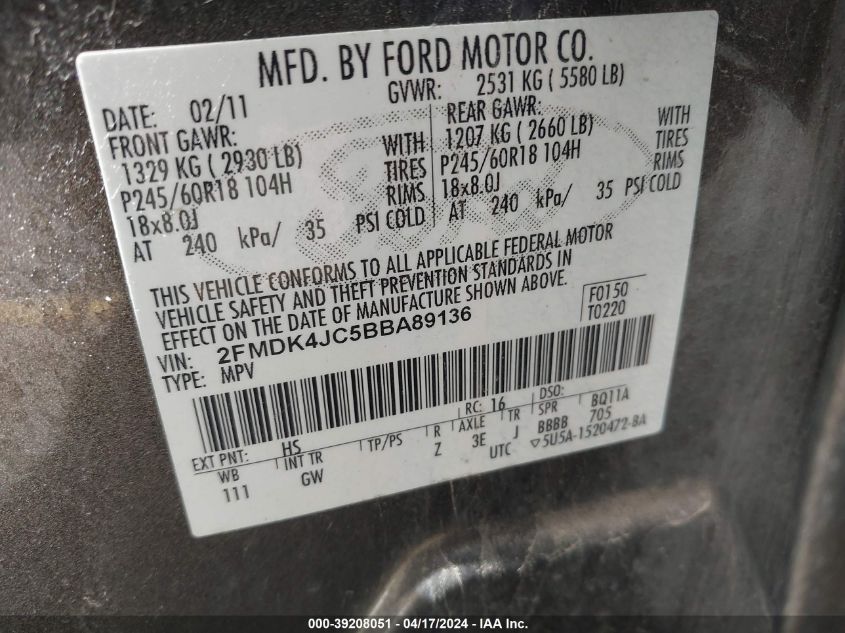 MFD. BY FORD MOTOR CO.
DATE: 02/11 GVWR: 2531 KG ( 5580 LB)
FRONT GAWR: REAR GAWR:
1329 KG ( 2930 LB) WITH 1207 KG ( 2660 LB) WITH
P245/60R18 104H TIRES P245/60R18 104H TIRES
18x8.0J RIMS 18x8.0J RIMS
AT 240 kPa/ 35 PSI COLD AT 240 kPa/ 35 PSI COLD
THIS VEHICLE CONFORMS TO ALL APPLICABLE FEDERAL MOTOR
VEHICLE SAFETY AND THEFT PREVENTION STANDARDS IN
EFFECT ON THE DATE OF MANUFACTURE SHOWN ABOVE.
VIN: 2FMDK4JC5BBA89136 F0150
TYPE: MPV T0220
EXT PNT: HS RC: 16 DSO: BQ11A
WB INT TR TP/PS R AXLE TR SPR 705
111 GW Z 3E J BBBB
UTC ▽5U5A-1520472-BA
000-39208051 - 04/17/2024 - IAA Inc.